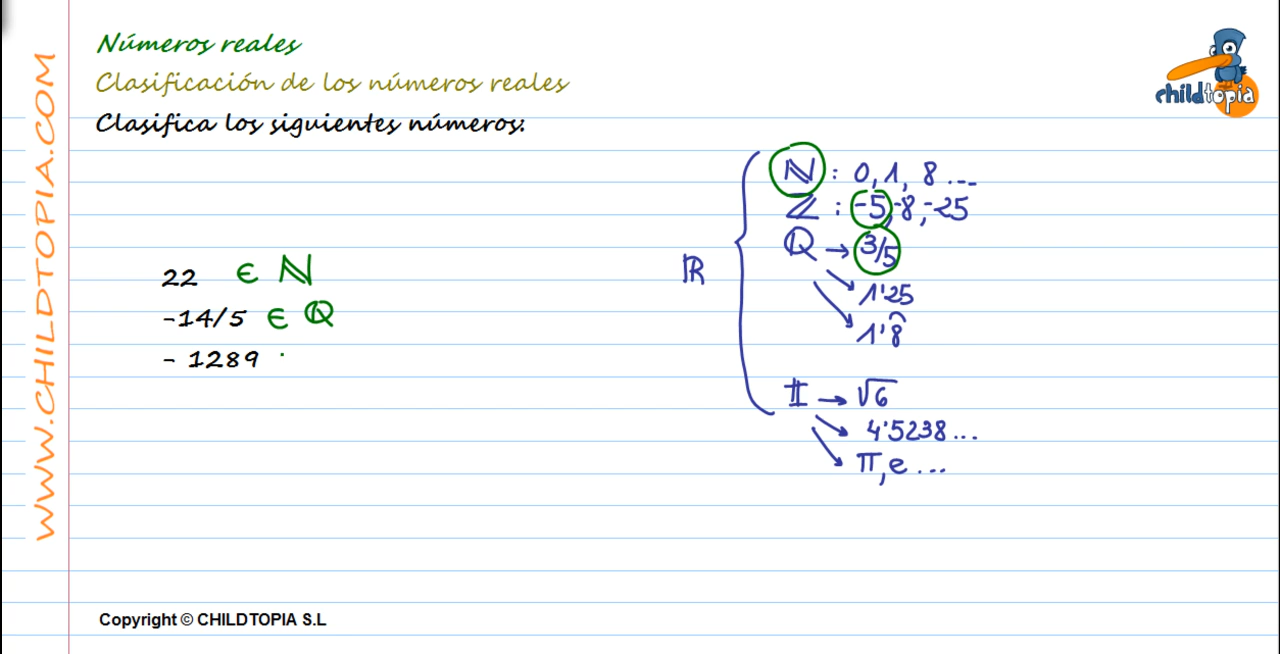 Números reales
Clasificación de los números reales
Clasifica los siguientes números:
childtopia
WWW.CHILDTOPIA.COM
22 ∈ ℕ
-14/5 ∈ ℚ
- 1289
ℝ
ℕ : 0, 1, 8 ...
ℤ : -5, -8, -25
ℚ → 3/5
1'25
1'8̂
𝕀 → √6
4'5238...
π, e ...
Copyright © CHILDTOPIA S.L